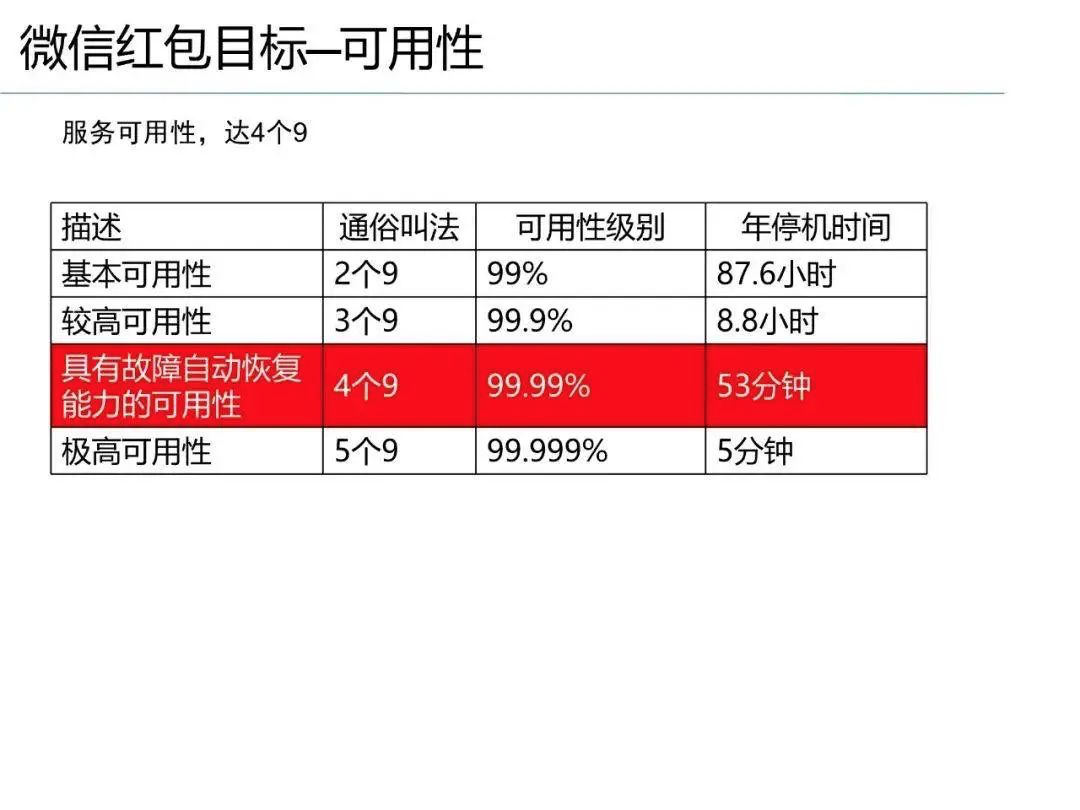 微信红包目标—可用性
服务可用性，达4个9
描述 通俗叫法 可用性级别 年停机时间
基本可用性 2个9 99% 87.6小时
较高可用性 3个9 99.9% 8.8小时
具有故障自动恢复
能力的可用性 4个9 99.99% 53分钟
极高可用性 5个9 99.999% 5分钟